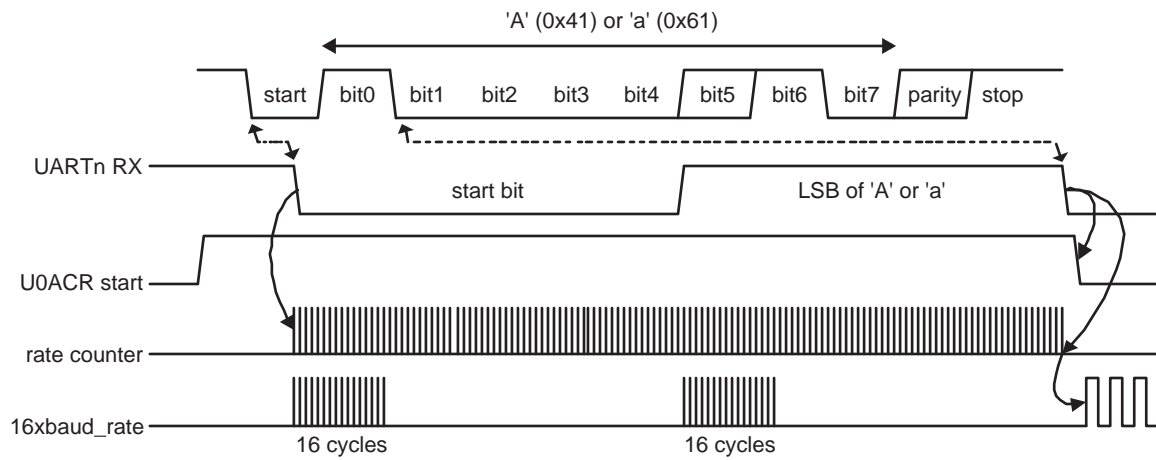 'A' (0x41) or 'a' (0x61)
start bit0 bit1 bit2 bit3 bit4 bit5 bit6 bit7 parity stop
UARTn RX
start bit LSB of 'A' or 'a'
U0ACR start
rate counter
16xbaud_rate
16 cycles 16 cycles